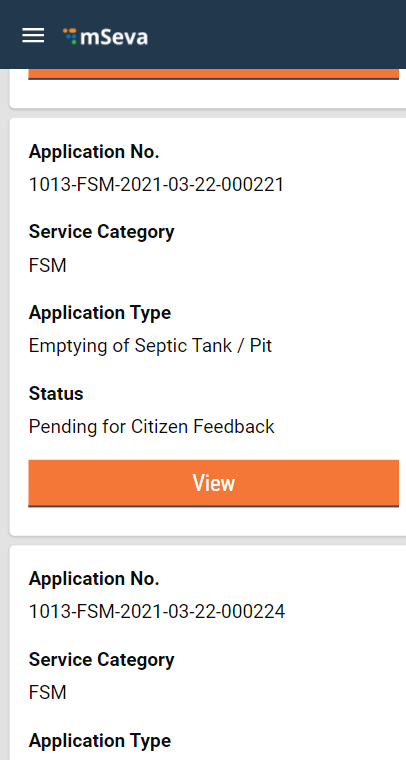 mSeva
Application No.
1013-FSM-2021-03-22-000221
Service Category
FSM
Application Type
Emptying of Septic Tank / Pit
Status
Pending for Citizen Feedback
View
Application No.
1013-FSM-2021-03-22-000224
Service Category
FSM
Application Type